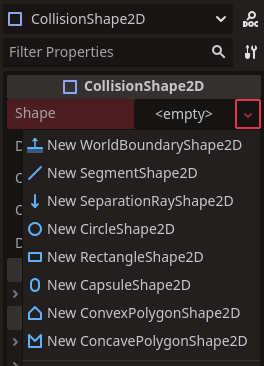 CollisionShape2D
DOC
Filter Properties
CollisionShape2D
Shape
<empty>
New WorldBoundaryShape2D
New SegmentShape2D
New SeparationRayShape2D
New CircleShape2D
New RectangleShape2D
New CapsuleShape2D
New ConvexPolygonShape2D
New ConcavePolygonShape2D